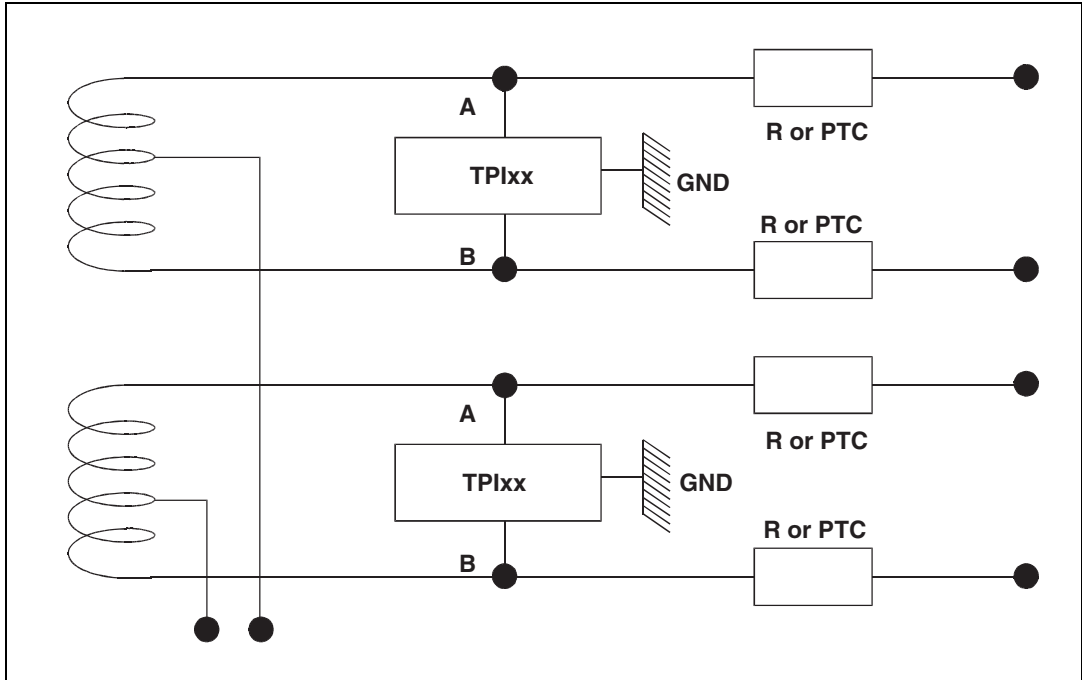 A
R or PTC
TPIxx
GND
R or PTC
B
A
R or PTC
TPIxx
GND
R or PTC
B